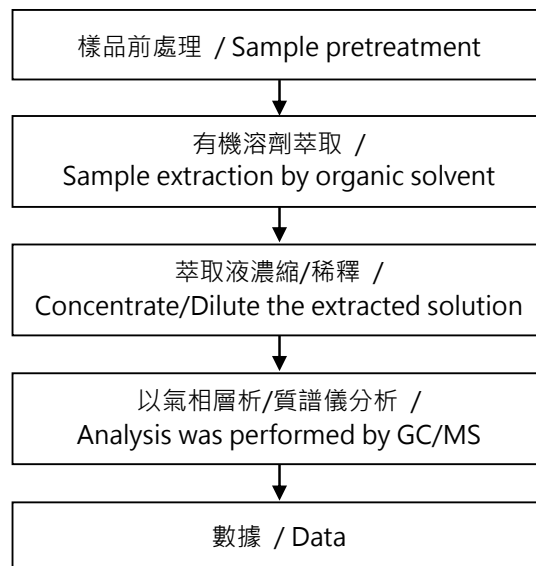 樣品前處理 / Sample pretreatment
有機溶劑萃取 /
Sample extraction by organic solvent
萃取液濃縮/稀釋 /
Concentrate/Dilute the extracted solution
以氣相層析/質譜儀分析 /
Analysis was performed by GC/MS
數據 / Data